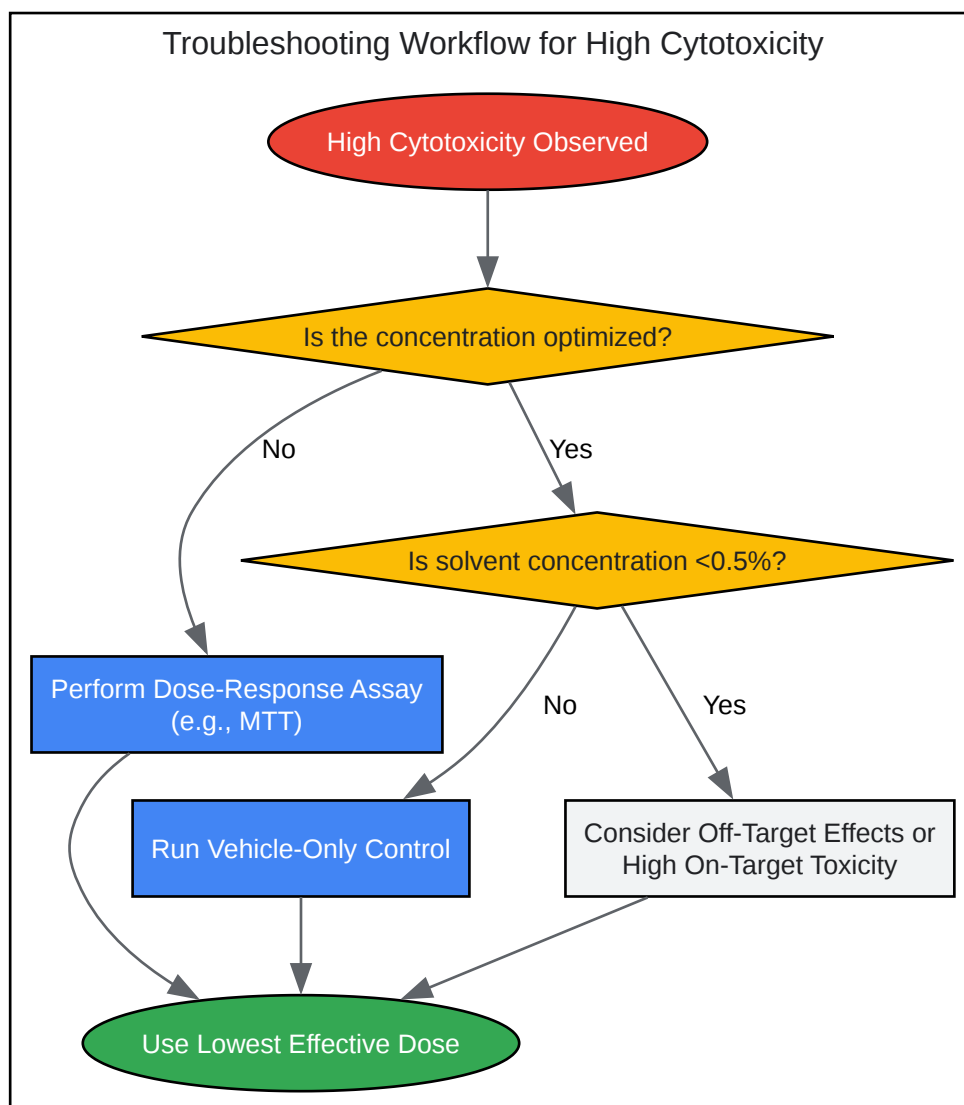 Troubleshooting Workflow for High Cytotoxicity
High Cytotoxicity Observed
Is the concentration optimized?
No
Yes
Is solvent concentration <0.5%?
Perform Dose-Response Assay
(e.g., MTT)
No
Yes
Run Vehicle-Only Control
Consider Off-Target Effects or
High On-Target Toxicity
Use Lowest Effective Dose